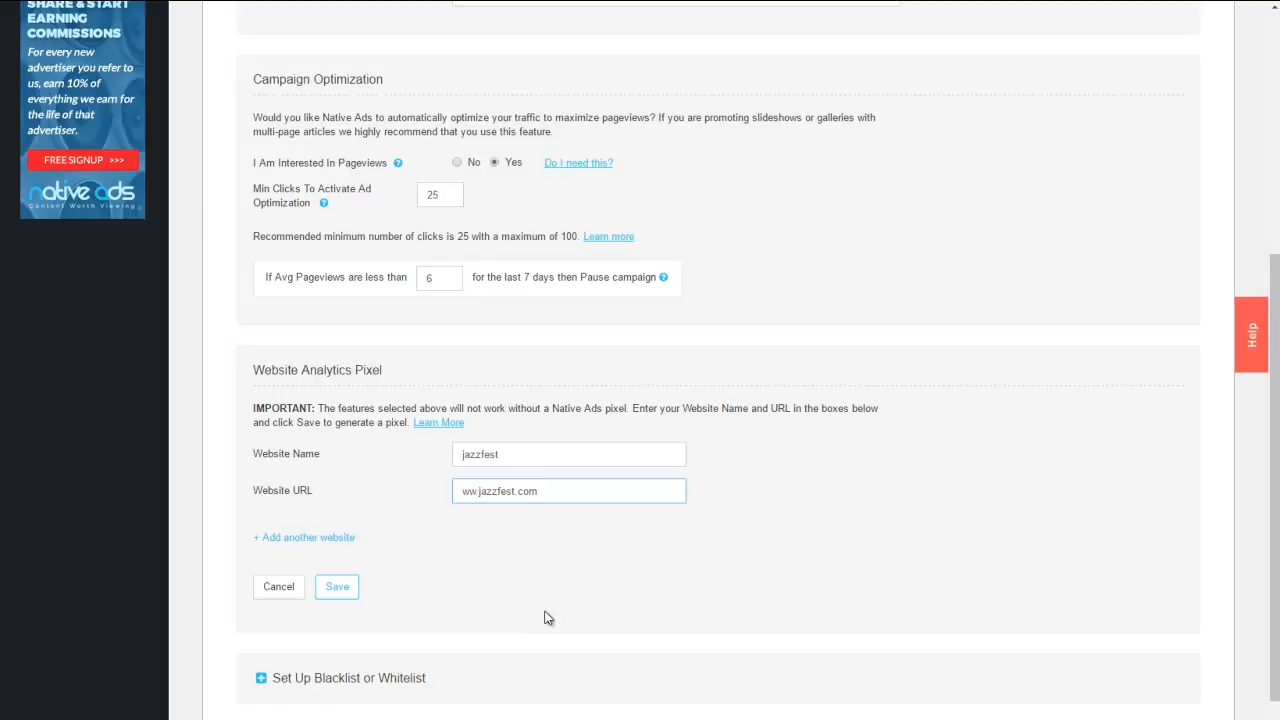 SHARE & START
EARNING
COMMISSIONS
For every new
advertiser you refer to
us, earn 10% of
everything we earn for
the life of that
advertiser.
FREE SIGNUP >>>
native ads
Content Worth Viewing
Campaign Optimization
Would you like Native Ads to automatically optimize your traffic to maximize pageviews? If you are promoting slideshows or galleries with
multi-page articles we highly recommend that you use this feature.
I Am Interested In Pageviews ? No Yes Do I need this?
Min Clicks To Activate Ad
Optimization ? 25
Recommended minimum number of clicks is 25 with a maximum of 100. Learn more
If Avg Pageviews are less than 6 for the last 7 days then Pause campaign ?
Website Analytics Pixel
IMPORTANT: The features selected above will not work without a Native Ads pixel. Enter your Website Name and URL in the boxes below
and click Save to generate a pixel. Learn More
Website Name jazzfest
Website URL ww.jazzfest.com
+ Add another website
Cancel Save
Set Up Blacklist or Whitelist
Help